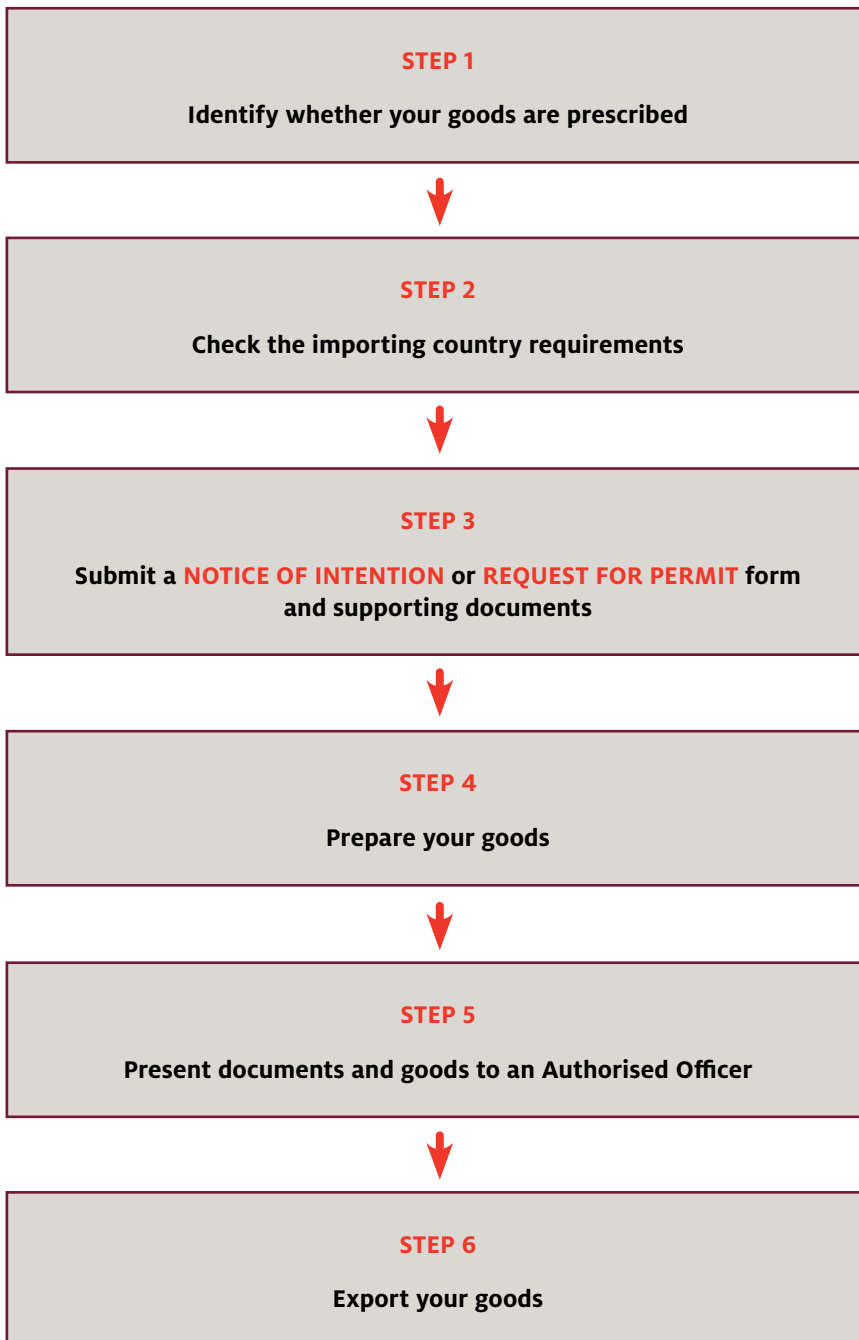 STEP 1
Identify whether your goods are prescribed
STEP 2
Check the importing country requirements
STEP 3
Submit a NOTICE OF INTENTION or REQUEST FOR PERMIT form
and supporting documents
STEP 4
Prepare your goods
STEP 5
Present documents and goods to an Authorised Officer
STEP 6
Export your goods